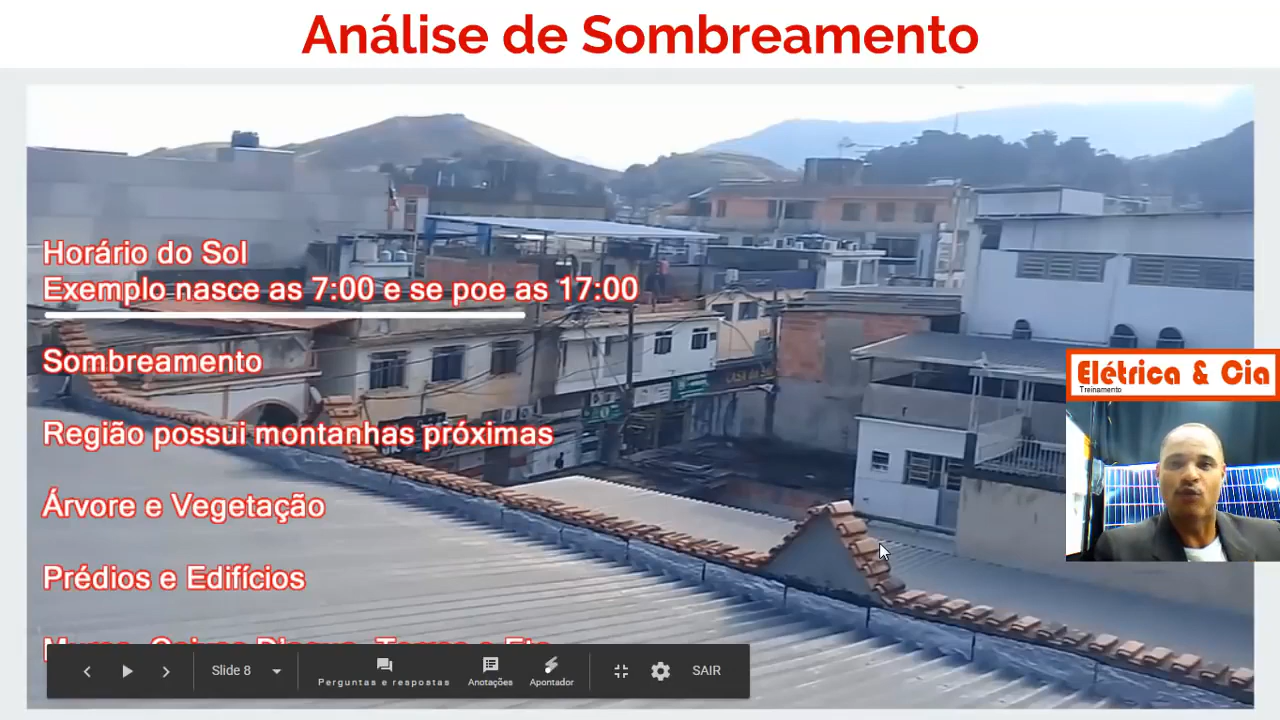 Análise de Sombreamento
Horário do Sol
Exemplo nasce as 7:00 e se poe as 17:00
Sombreamento
Região possui montanhas próximas
Árvore e Vegetação
Prédios e Edifícios
Elétrica & Cia
Treinamento
Slide 8
Perguntas e respostas
Anotações
Apontador
SAIR